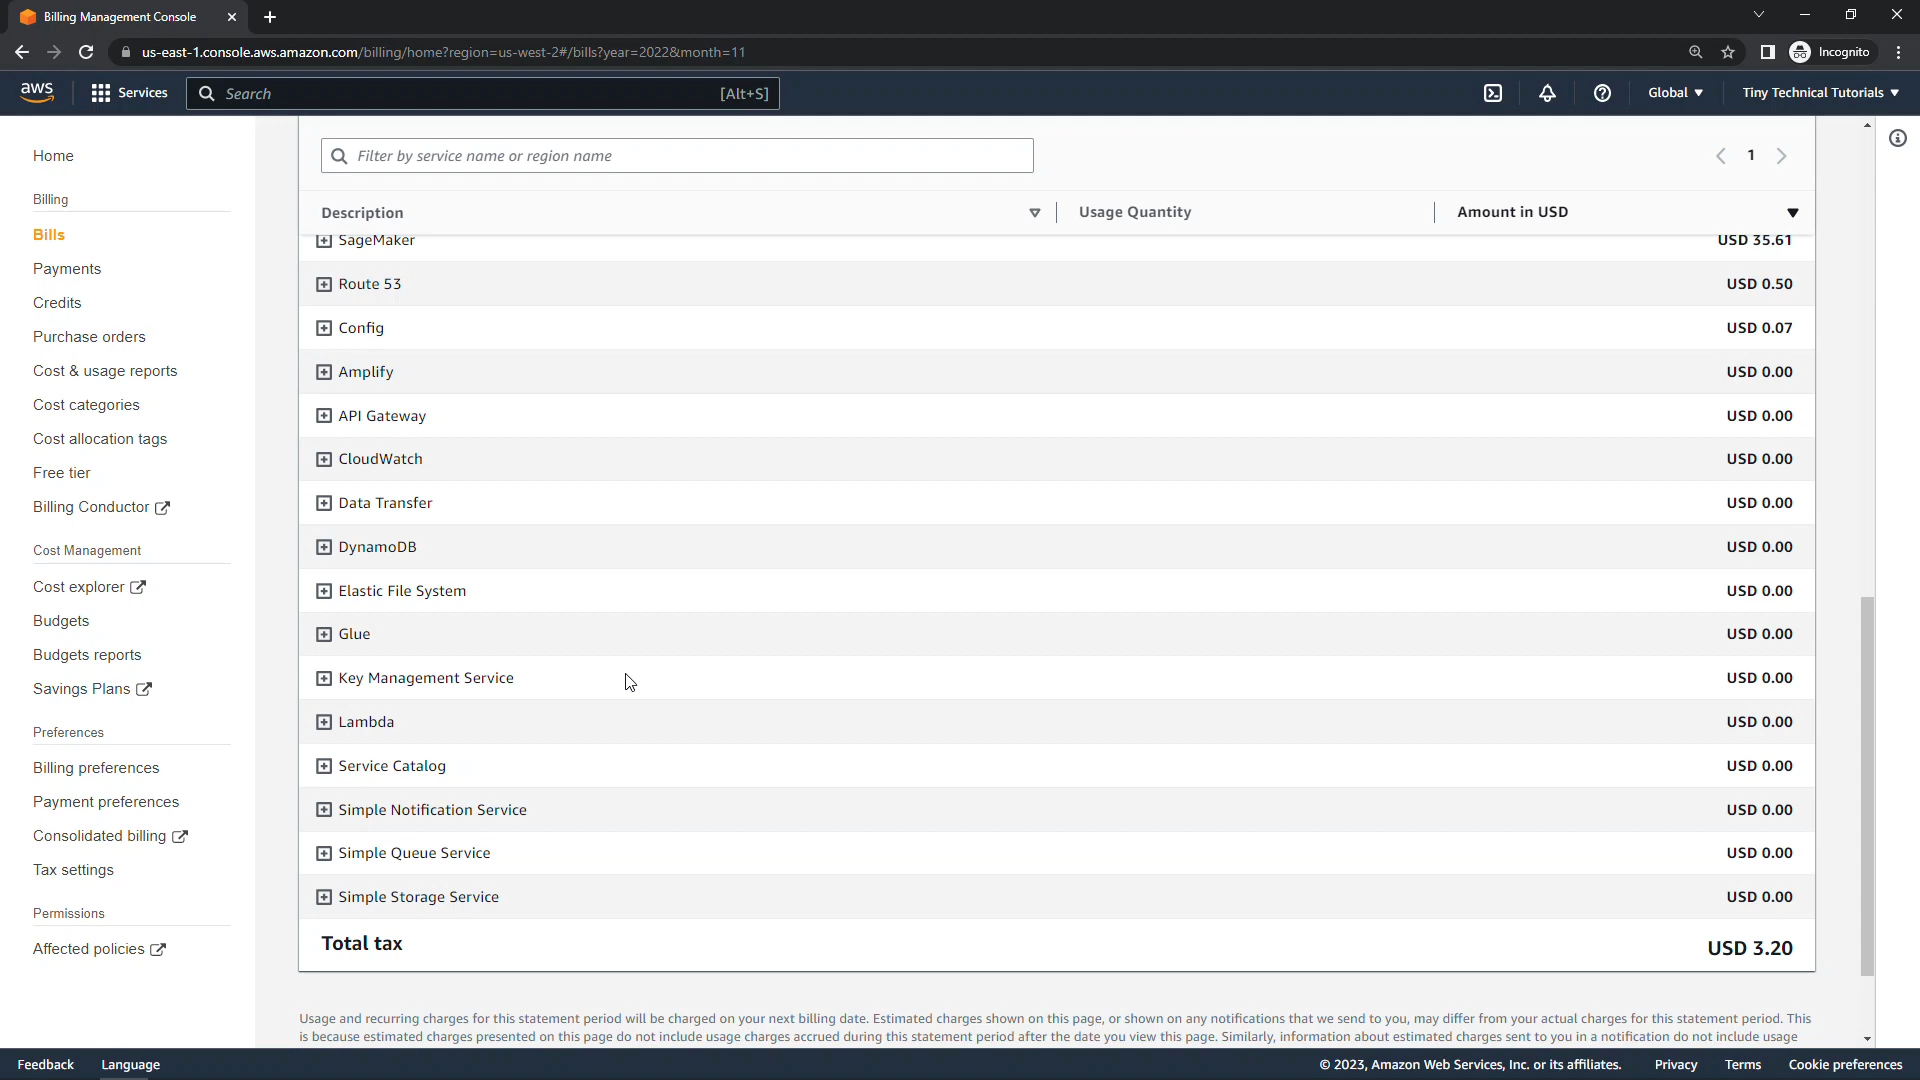 Billing Management Console
us-east-1.console.aws.amazon.com/billing/home?region=us-west-2#/bills?year=2022&month=11
Incognito
aws
Services
Search
[Alt+S]
Global
Tiny Technical Tutorials
Home
Billing
Bills
Payments
Credits
Purchase orders
Cost & usage reports
Cost categories
Cost allocation tags
Free tier
Billing Conductor
Cost Management
Cost explorer
Budgets
Budgets reports
Savings Plans
Preferences
Billing preferences
Payment preferences
Consolidated billing
Tax settings
Permissions
Affected policies
Filter by service name or region name
1
Description Usage Quantity Amount in USD
SageMaker USD 35.61
Route 53 USD 0.50
Config USD 0.07
Amplify USD 0.00
API Gateway USD 0.00
CloudWatch USD 0.00
Data Transfer USD 0.00
DynamoDB USD 0.00
Elastic File System USD 0.00
Glue USD 0.00
Key Management Service USD 0.00
Lambda USD 0.00
Service Catalog USD 0.00
Simple Notification Service USD 0.00
Simple Queue Service USD 0.00
Simple Storage Service USD 0.00
Total tax USD 3.20
Usage and recurring charges for this statement period will be charged on your next billing date. Estimated charges shown on this page, or shown on any notifications that we send to you, may differ from your actual charges for this statement period. This
is because estimated charges presented on this page do not include usage charges accrued during this statement period after the date you view this page. Similarly, information about estimated charges sent to you in a notification do not include usage
Feedback Language
© 2023, Amazon Web Services, Inc. or its affiliates. Privacy Terms Cookie preferences